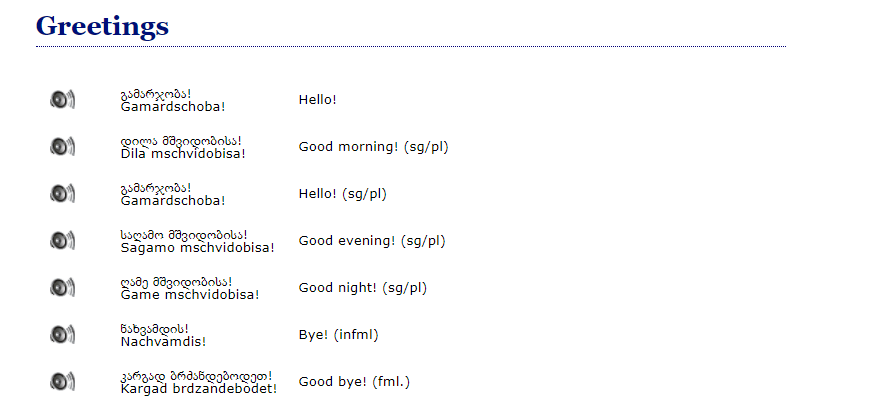 Greetings
გამარჯობა!
Gamardschoba!
Hello!
დილა მშვიდობისა!
Dila mschvidobisa!
Good morning! (sg/pl)
გამარჯობა!
Gamardschoba!
Hello! (sg/pl)
საღამო მშვიდობისა!
Sagamo mschvidobisa!
Good evening! (sg/pl)
ღამე მშვიდობისა!
Game mschvidobisa!
Good night! (sg/pl)
ნახვამდის!
Nachvamdis!
Bye! (infml)
კარგად ბრძანდებოდეთ!
Kargad brdzandebodet!
Good bye! (fml.)